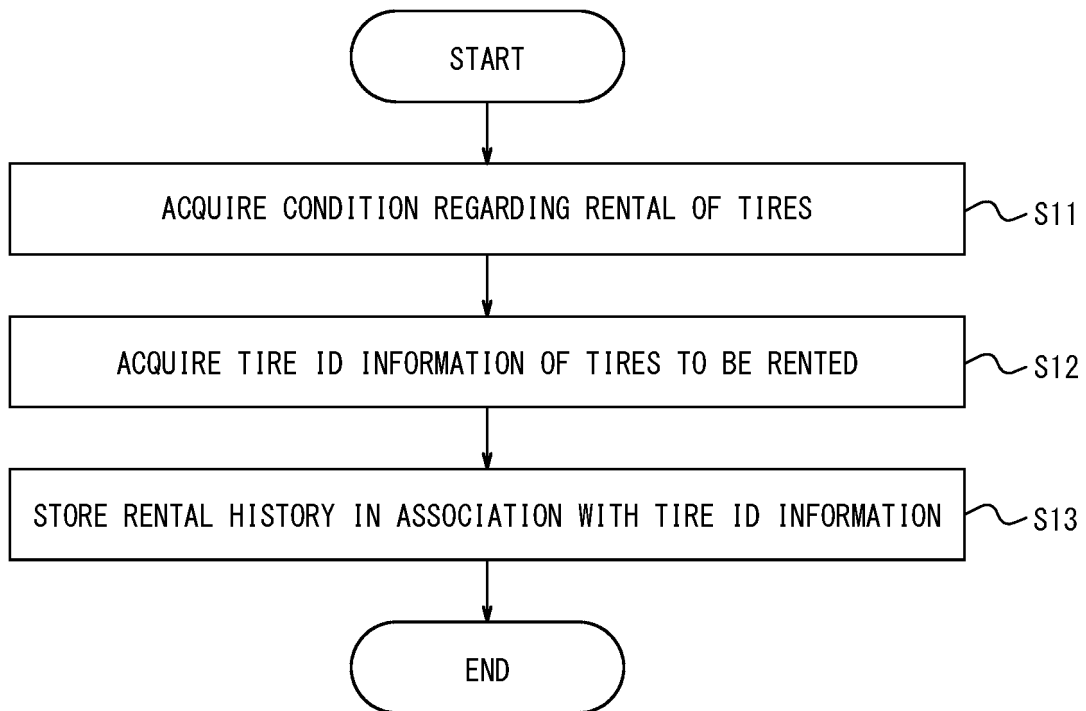 START
ACQUIRE CONDITION REGARDING RENTAL OF TIRES
S11
ACQUIRE TIRE ID INFORMATION OF TIRES TO BE RENTED
S12
STORE RENTAL HISTORY IN ASSOCIATION WITH TIRE ID INFORMATION
S13
END